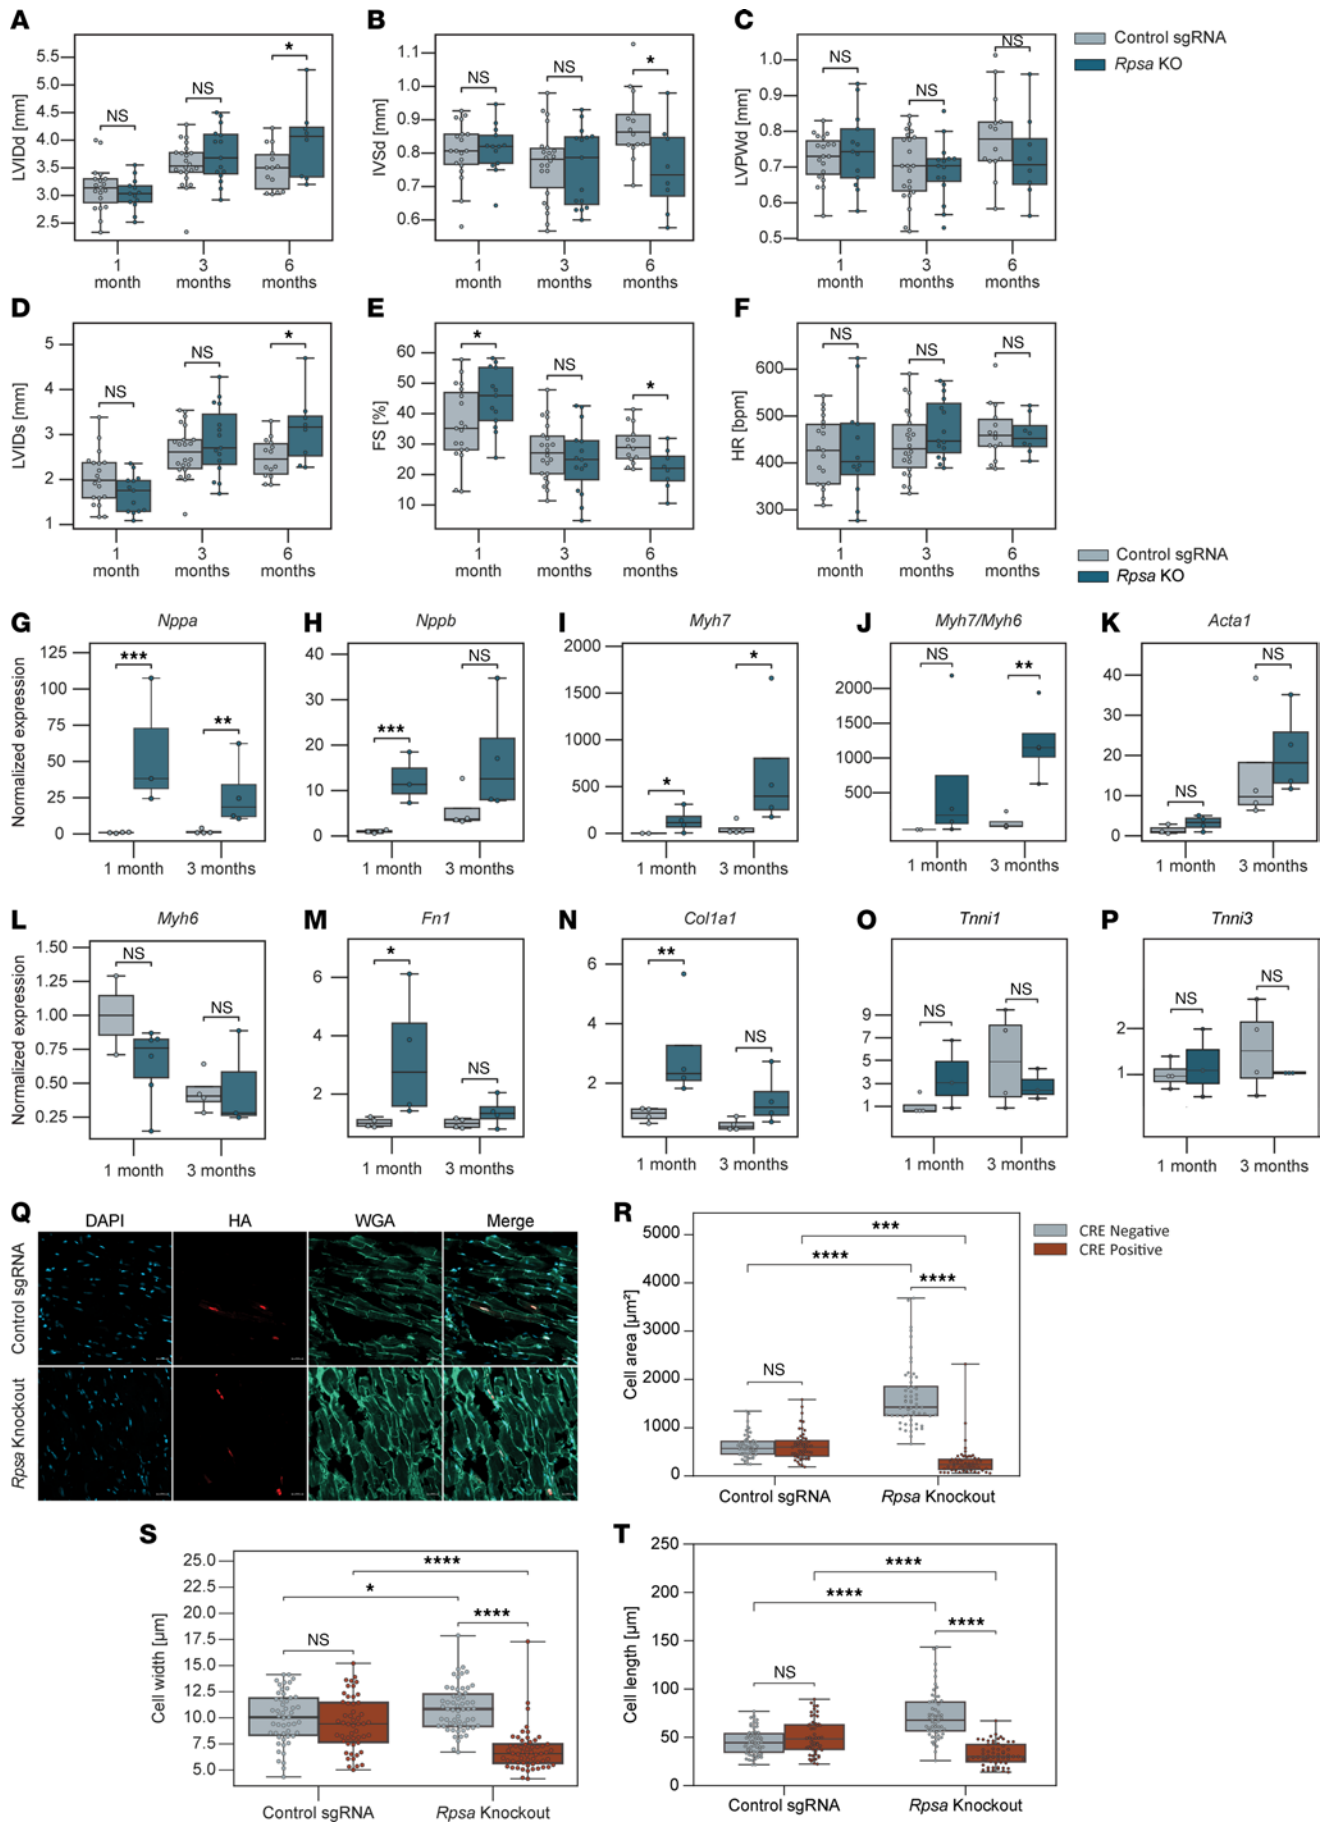 A
LVIDd [mm]
5.5
5.0
4.5
4.0
3.5
3.0
2.5
NS
NS
*
1 month
3 months
6 months
B
IVSd [mm]
1.1
1.0
0.9
0.8
0.7
0.6
NS
NS
*
1 month
3 months
6 months
C
LVPWd [mm]
1.0
0.9
0.8
0.7
0.6
0.5
NS
NS
NS
1 month
3 months
6 months
Control sgRNA
Rpsa KO
D
LVIDs [mm]
5
4
3
2
1
NS
NS
*
1 month
3 months
6 months
E
FS [%]
60
50
40
30
20
10
*
NS
*
1 month
3 months
6 months
F
HR [bpm]
600
500
400
300
NS
NS
NS
1 month
3 months
6 months
Control sgRNA
Rpsa KO
G
Nppa
Normalized expression
125
100
75
50
25
0
***
**
1 month
3 months
H
Nppb
40
30
20
10
0
***
NS
1 month
3 months
I
Myh7
2000
1500
1000
500
0
*
*
1 month
3 months
J
Myh7/Myh6
2000
1500
1000
500
NS
**
1 month
3 months
K
Acta1
40
30
20
10
0
NS
NS
1 month
3 months
L
Myh6
Normalized expression
1.50
1.25
1.00
0.75
0.50
0.25
NS
NS
1 month
3 months
M
Fn1
6
4
2
*
NS
1 month
3 months
N
Col1a1
6
4
2
**
NS
1 month
3 months
O
Tnni1
9
7
5
3
1
NS
NS
1 month
3 months
P
Tnni3
2
1
NS
NS
1 month
3 months
Q
DAPI HA WGA Merge
Control sgRNA
Rpsa Knockout
R
Cell area [µm²]
5000
4000
3000
2000
1000
0
***
****
****
NS
Control sgRNA
Rpsa Knockout
CRE Negative
CRE Positive
S
Cell width [µm]
25.0
22.5
20.0
17.5
15.0
12.5
10.0
7.5
5.0
****
*
****
NS
Control sgRNA
Rpsa Knockout
T
Cell length [µm]
250
200
150
100
50
0
****
****
****
NS
Control sgRNA
Rpsa Knockout